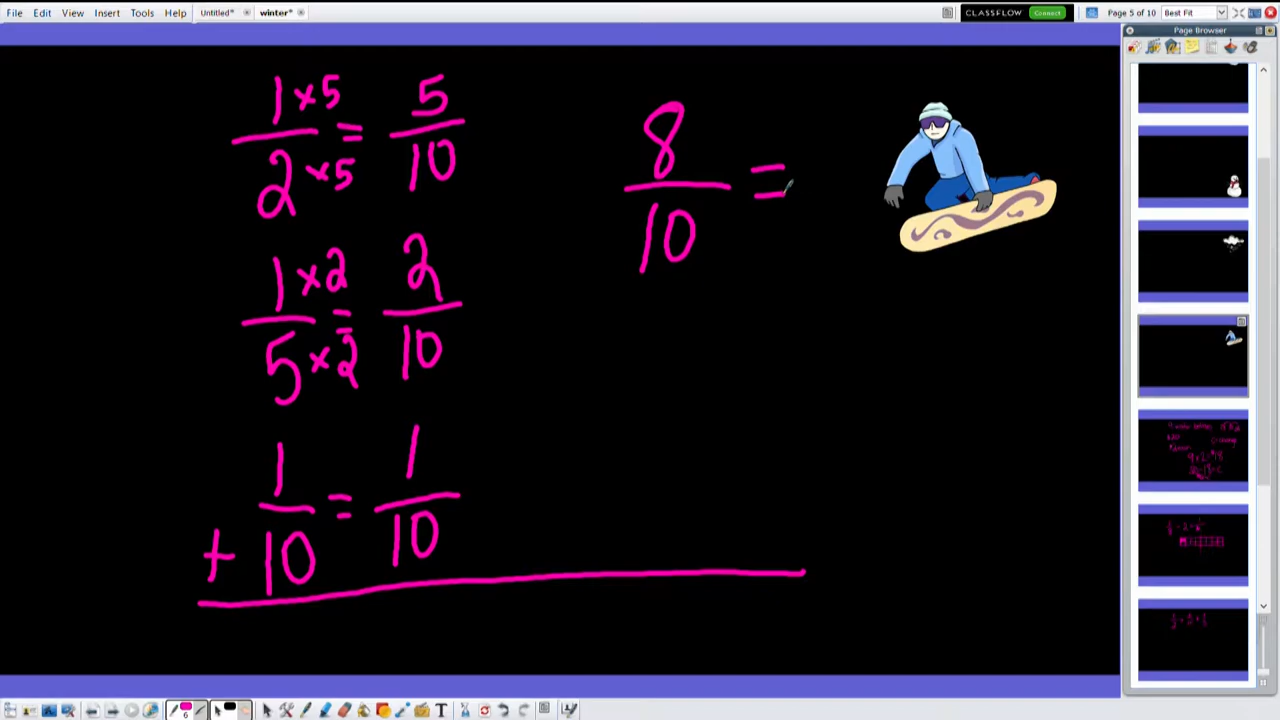 File Edit View Insert Tools Help Untitled* winter* CLASSFLOW Connect Page 5 of 10 Best Fit
Page Browser
1 × 5 = 5
2 × 5 10
1 × 2 = 2
5 × 2 10
+ 1 = 1
10 10
8 =
10
6
T